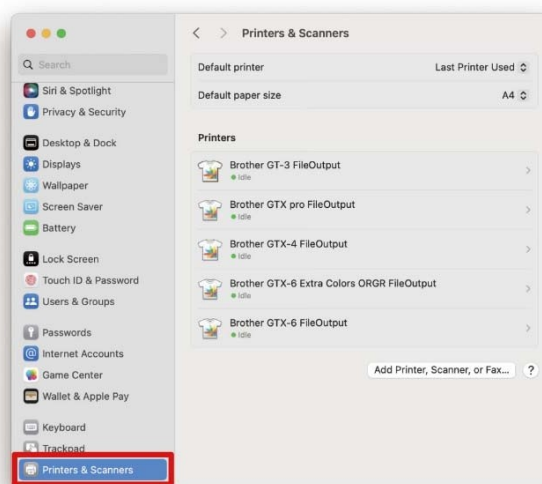 Printers & Scanners
Search
Siri & Spotlight
Privacy & Security
Desktop & Dock
Displays
Wallpaper
Screen Saver
Battery
Lock Screen
Touch ID & Password
Users & Groups
Passwords
Internet Accounts
Game Center
Wallet & Apple Pay
Keyboard
Trackpad
Printers & Scanners
Default printer Last Printer Used
Default paper size A4
Printers
Brother GT-3 FileOutput
Idle
Brother GTX pro FileOutput
Idle
Brother GTX-4 FileOutput
Idle
Brother GTX-6 Extra Colors ORGR FileOutput
Idle
Brother GTX-6 FileOutput
Idle
Add Printer, Scanner, or Fax... ?